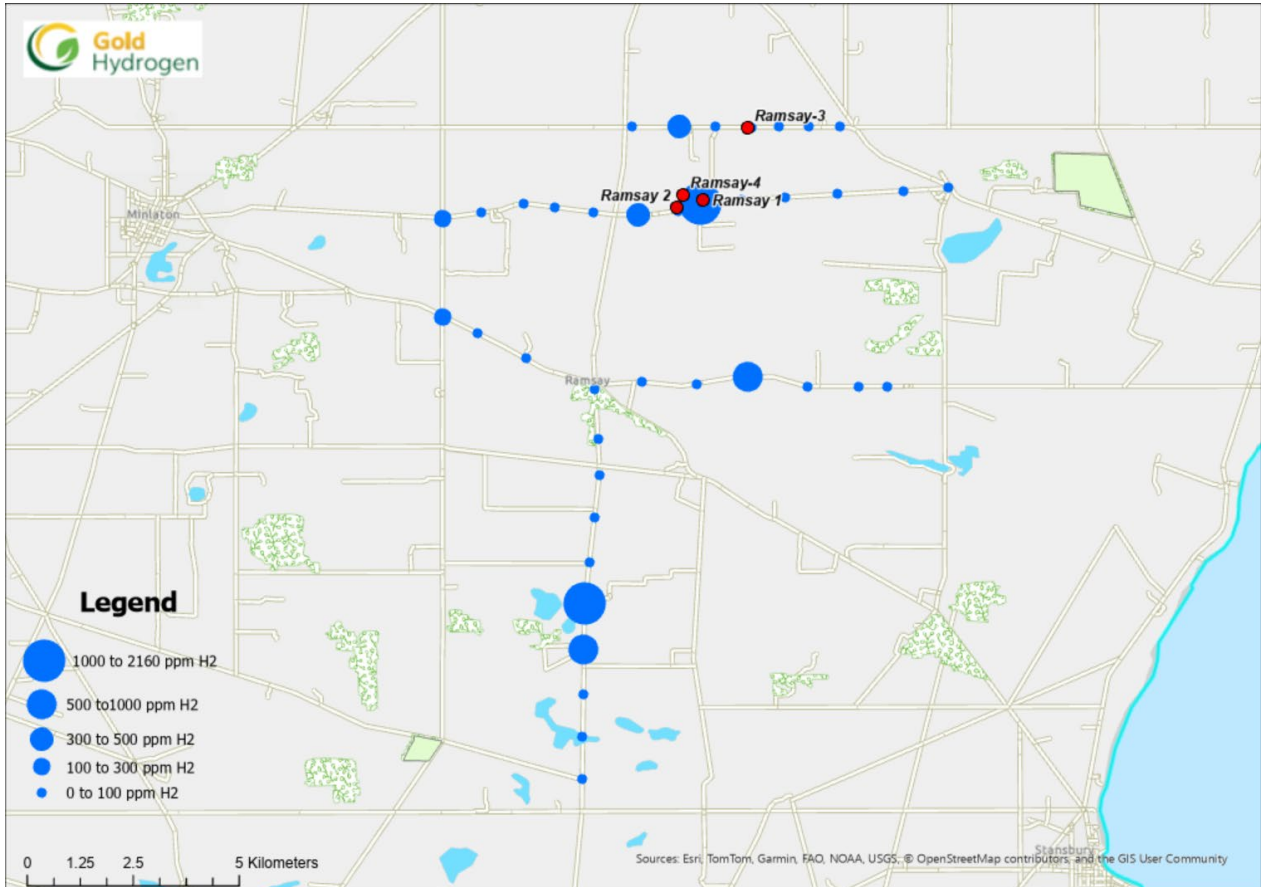 Gold
Hydrogen
Ramsay-3
Ramsay-4
Ramsay 2
Ramsay 1
Minlaton
Ramsay
Legend
1000 to 2160 ppm H2
500 to1000 ppm H2
300 to 500 ppm H2
100 to 300 ppm H2
0 to 100 ppm H2
0 1.25 2.5 5 Kilometers
Stansbury
Sources: Esri, TomTom, Garmin, FAO, NOAA, USGS, © OpenStreetMap contributors, and the GIS User Community